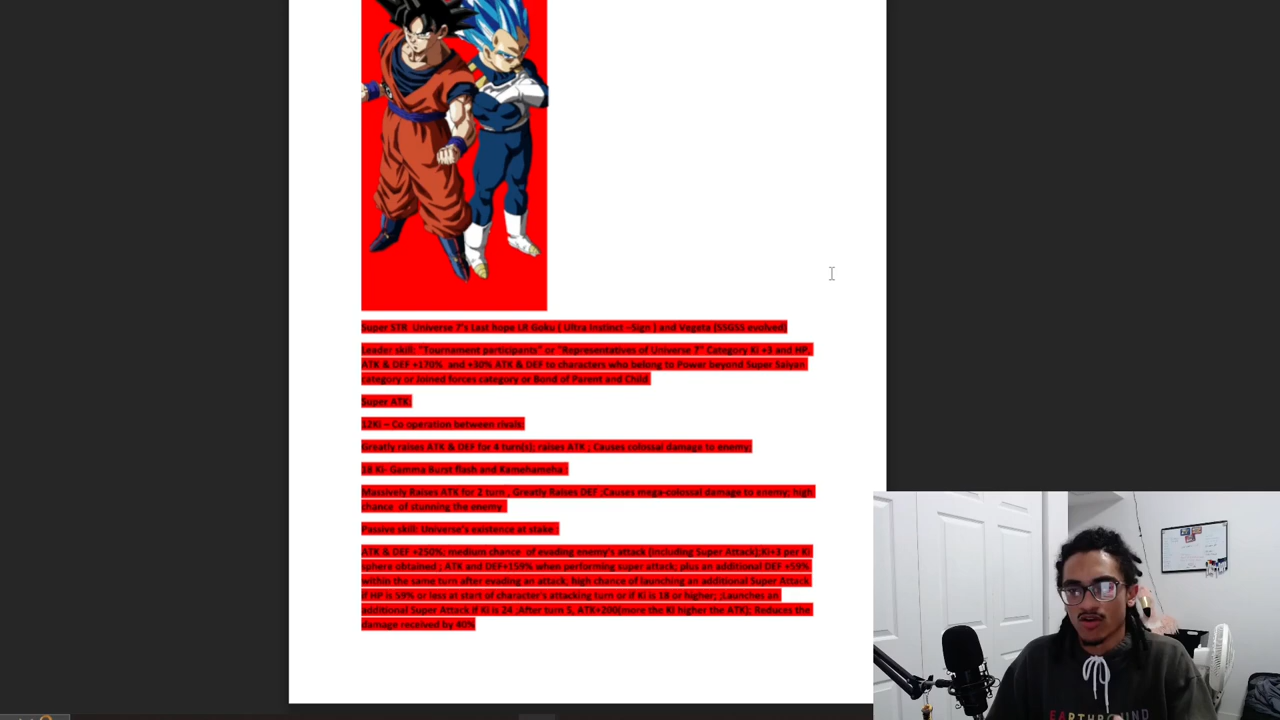 Super STR Universe 7's Last hope UI Goku ( Ultra Instinct –Sign ) and Vegeta (SSGSS evolved)
Leader skill: "Tournament participants" or "Representatives of Universe 7" Category Ki +3 and HP,
ATK & DEF +170% and +30% ATK & DEF to characters who belong to Power beyond Super Saiyan
category or Joined forces category or Bond of Parent and Child
Super ATK:
12Ki – Co operation between rivals
Greatly raises ATK & DEF for 4 turn(s); raises ATK ; Causes colossal damage to enemy;
18 Ki- Gamma Burst flash and Kamehameha
Massively Raises ATK for 2 turn , Greatly Raises DEF ;Causes mega-colossal damage to enemy; high
chance of stunning the enemy
Passive skill: Universe's existence at stake
ATK & DEF +250%; medium chance of evading enemy's attack (including Super Attack);Ki+3 per Ki
sphere obtained ; ATK and DEF+159% when performing super attack; plus an additional DEF +59%
within the same turn after evading an attack; high chance of launching an additional Super Attack
if HP is 59% or less at start of character's attacking turn or if Ki is 18 or higher; ;Launches an
additional Super Attack if Ki is 24 .After turn 5, ATK+200(more the Ki higher the ATK); Reduces the
damage received by 40%
EARTHBOUND